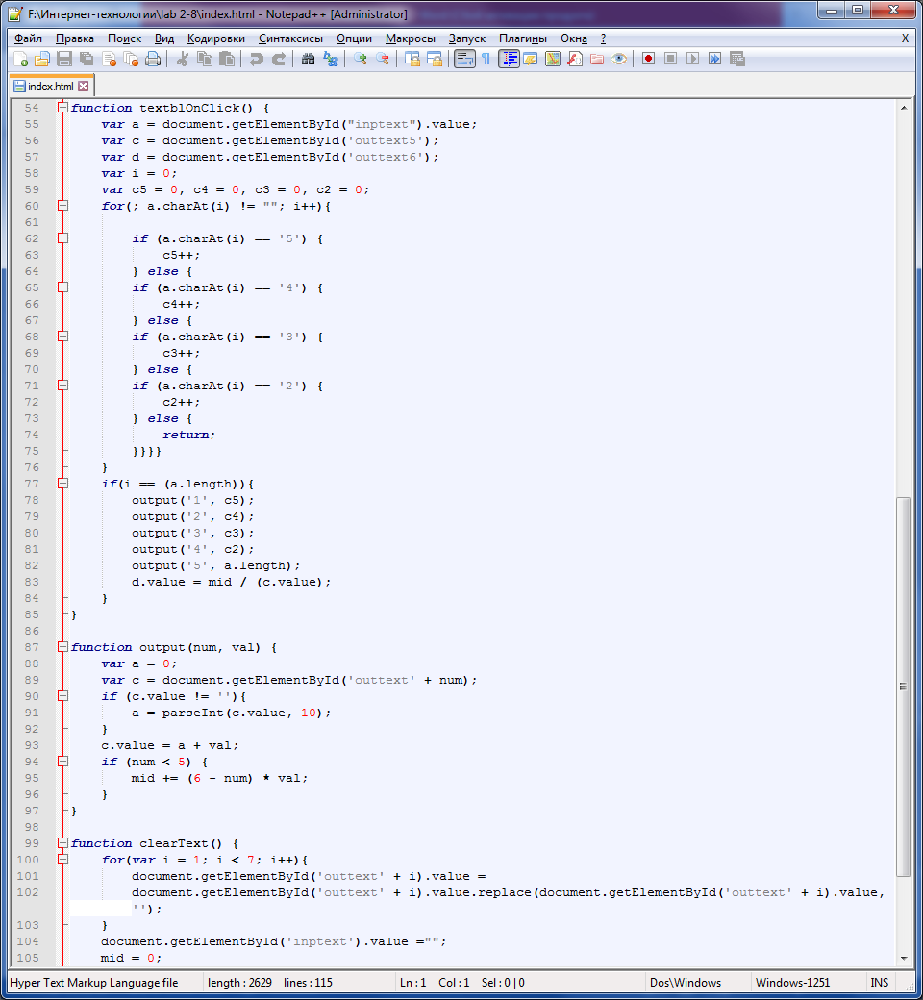 F:\Интернет-технологии\lab 2-8\index.html - Notepad++ [Administrator]
Файл Правка Поиск Вид Кодировки Синтаксисы Опции Макросы Запуск Плагины Окна ? X
index.html
54 function textblOnClick() {
55 var a = document.getElementById("inptext").value;
56 var c = document.getElementById('outtext5');
57 var d = document.getElementById('outtext6');
58 var i = 0;
59 var c5 = 0, c4 = 0, c3 = 0, c2 = 0;
60 for(; a.charAt(i) != ""; i++){
61
62 if (a.charAt(i) == '5') {
63 c5++;
64 } else {
65 if (a.charAt(i) == '4') {
66 c4++;
67 } else {
68 if (a.charAt(i) == '3') {
69 c3++;
70 } else {
71 if (a.charAt(i) == '2') {
72 c2++;
73 } else {
74 return;
75 }}}}
76 }
77 if(i == (a.length)){
78 output('1', c5);
79 output('2', c4);
80 output('3', c3);
81 output('4', c2);
82 output('5', a.length);
83 d.value = mid / (c.value);
84 }
85 }
86
87 function output(num, val) {
88 var a = 0;
89 var c = document.getElementById('outtext' + num);
90 if (c.value != ''){
91 a = parseInt(c.value, 10);
92 }
93 c.value = a + val;
94 if (num < 5) {
95 mid += (6 - num) * val;
96 }
97 }
98
99 function clearText() {
100 for(var i = 1; i < 7; i++){
101 document.getElementById('outtext' + i).value =
102 document.getElementById('outtext' + i).value.replace(document.getElementById('outtext' + i).value,
'');
103 }
104 document.getElementById('inptext').value ="";
105 mid = 0;
Hyper Text Markup Language file length : 2629 lines : 115 Ln : 1 Col : 1 Sel : 0 | 0 Dos\Windows Windows-1251 INS